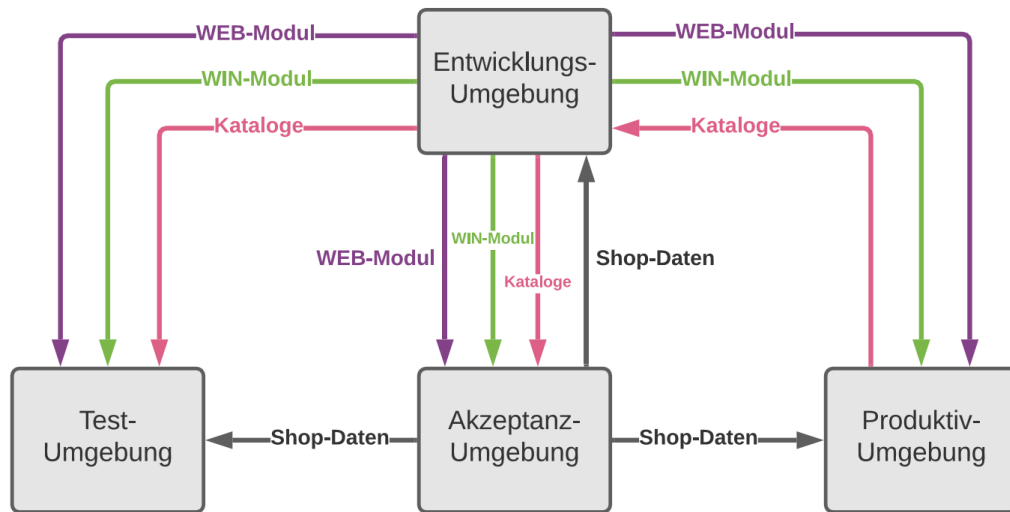 WEB-Modul
WEB-Modul
Entwicklungs-
Umgebung
WIN-Modul
WIN-Modul
Kataloge
Kataloge
WIN-Modul
WEB-Modul
Shop-Daten
Kataloge
Test-
Umgebung
Shop-Daten
Akzeptanz-
Umgebung
Shop-Daten
Produktiv-
Umgebung